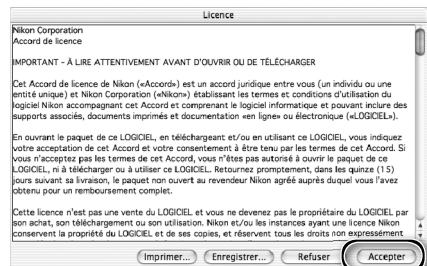 Licence
Nikon Corporation
Accord de licence
IMPORTANT - À LIRE ATTENTIVEMENT AVANT D'OUVRIR OU DE TÉLÉCHARGER
Cet Accord de licence de Nikon («Accord») est un accord juridique entre vous (un individu ou une
entité unique) et Nikon Corporation («Nikon») établissant les termes et conditions d'utilisation du
logiciel Nikon accompagnant cet Accord et comprenant le logiciel informatique et pouvant inclure des
supports associés, documents imprimés et documentation «en ligne» ou électronique («LOGICIEL»).
En ouvrant le paquet de ce LOGICIEL, en téléchargeant et/ou en utilisant ce LOGICIEL, vous indiquez
votre acceptation de cet Accord et votre consentement à être tenu par les termes de cet Accord. Si
vous n'acceptez pas les termes de cet Accord, vous n'êtes pas autorisé à ouvrir le paquet de ce
LOGICIEL, ni à télécharger ou à utiliser ce LOGICIEL. Retournez promptement, dans les quinze (15)
jours suivant sa livraison, le paquet non ouvert au revendeur Nikon agréé auprès duquel vous l'avez
obtenu pour un remboursement complet.
Cette licence n'est pas une vente du LOGICIEL et vous ne devenez pas le propriétaire du LOGICIEL par
son achat, son téléchargement ou son utilisation. Nikon et/ou les instances ayant une licence Nikon
conservent la propriété du LOGICIEL et de ses copies, et réservent tous les droits non expressément
Imprimer... Enregistrer... Refuser Accepter